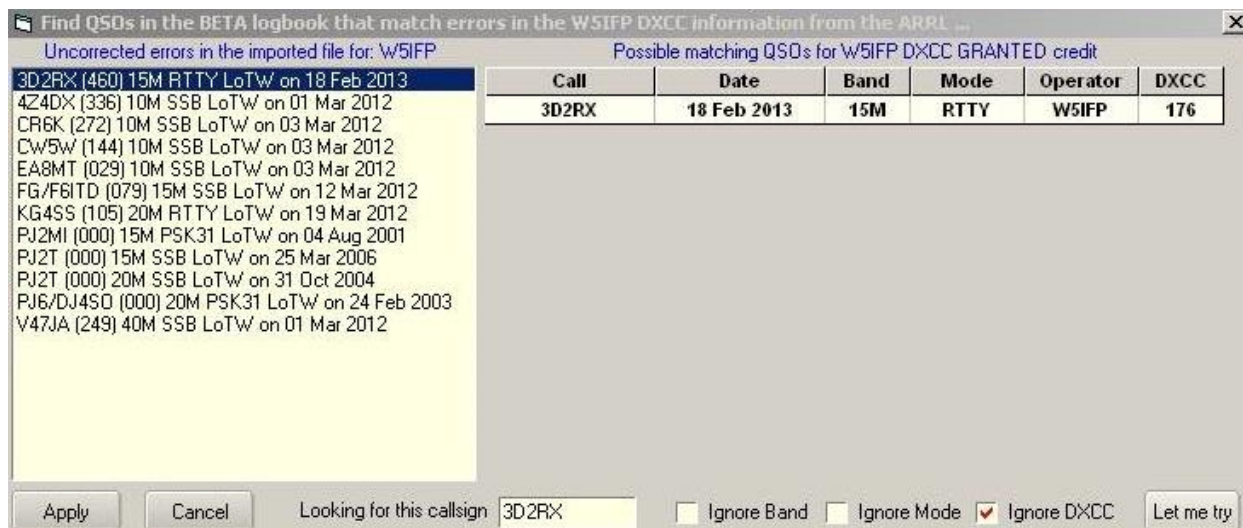 Find QSOs in the BETA logbook that match errors in the W5IFP DXCC information from the ARRL ...
Uncorrected errors in the imported file for: W5IFP
Possible matching QSOs for W5IFP DXCC GRANTED credit
3D2RX (460) 15M RTTY LoTW on 18 Feb 2013
4Z4DX (336) 10M SSB LoTW on 01 Mar 2012
CR6K (272) 10M SSB LoTW on 03 Mar 2012
CW5W (144) 10M SSB LoTW on 03 Mar 2012
EA8MT (029) 10M SSB LoTW on 03 Mar 2012
FG/F6ITD (079) 15M SSB LoTW on 12 Mar 2012
KG4SS (105) 20M RTTY LoTW on 19 Mar 2012
PJ2MI (000) 15M PSK31 LoTW on 04 Aug 2001
PJ2T (000) 15M SSB LoTW on 25 Mar 2006
PJ2T (000) 20M SSB LoTW on 31 Oct 2004
PJ6/DJ4SO (000) 20M PSK31 LoTW on 24 Feb 2003
V47JA (249) 40M SSB LoTW on 01 Mar 2012
Call Date Band Mode Operator DXCC
3D2RX 18 Feb 2013 15M RTTY W5IFP 176
Apply Cancel Looking for this callsign 3D2RX Ignore Band Ignore Mode Ignore DXCC Let me try